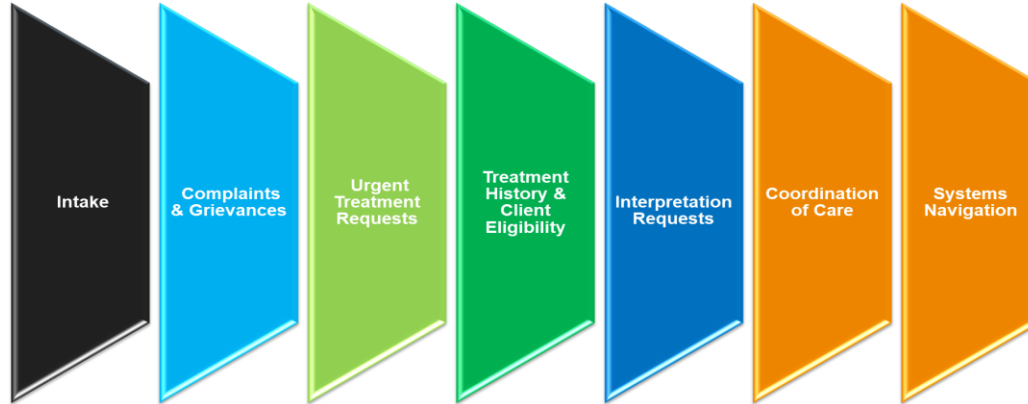 Intake
Complaints
& Grievances
Urgent
Treatment
Requests
Treatment
History &
Client
Eligibility
Interpretation
Requests
Coordination
of Care
Systems
Navigation